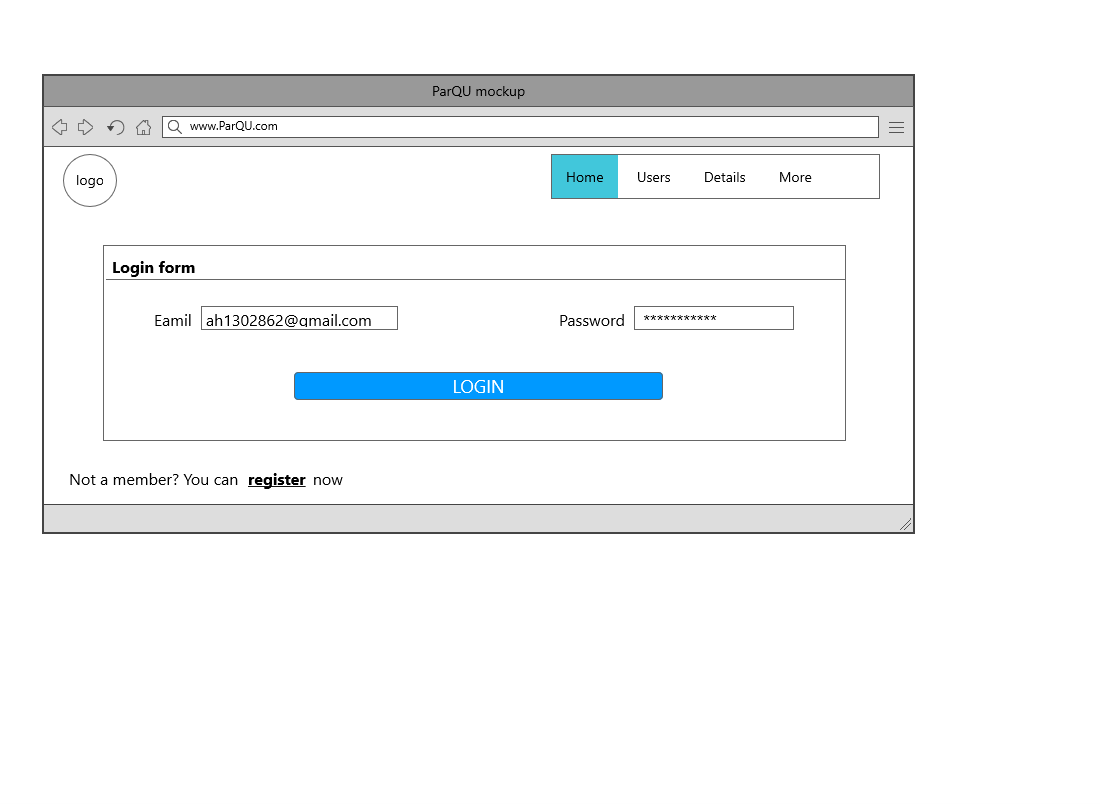 ParQU mockup
www.ParQU.com
logo
Home Users Details More
Login form
Eamil ah1302862@gmail.com Password ***********
LOGIN
Not a member? You can register now